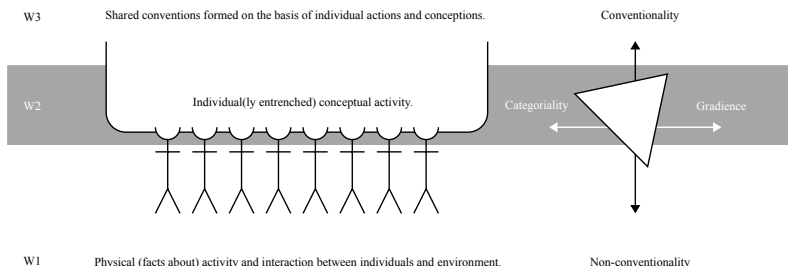 W3 Shared conventions formed on the basis of individual actions and conceptions. Conventionality
W2 Individual(ly entrenched) conceptual activity. Categoriality Gradience
W1 Physical (facts about) activity and interaction between individuals and environment. Non-conventionality